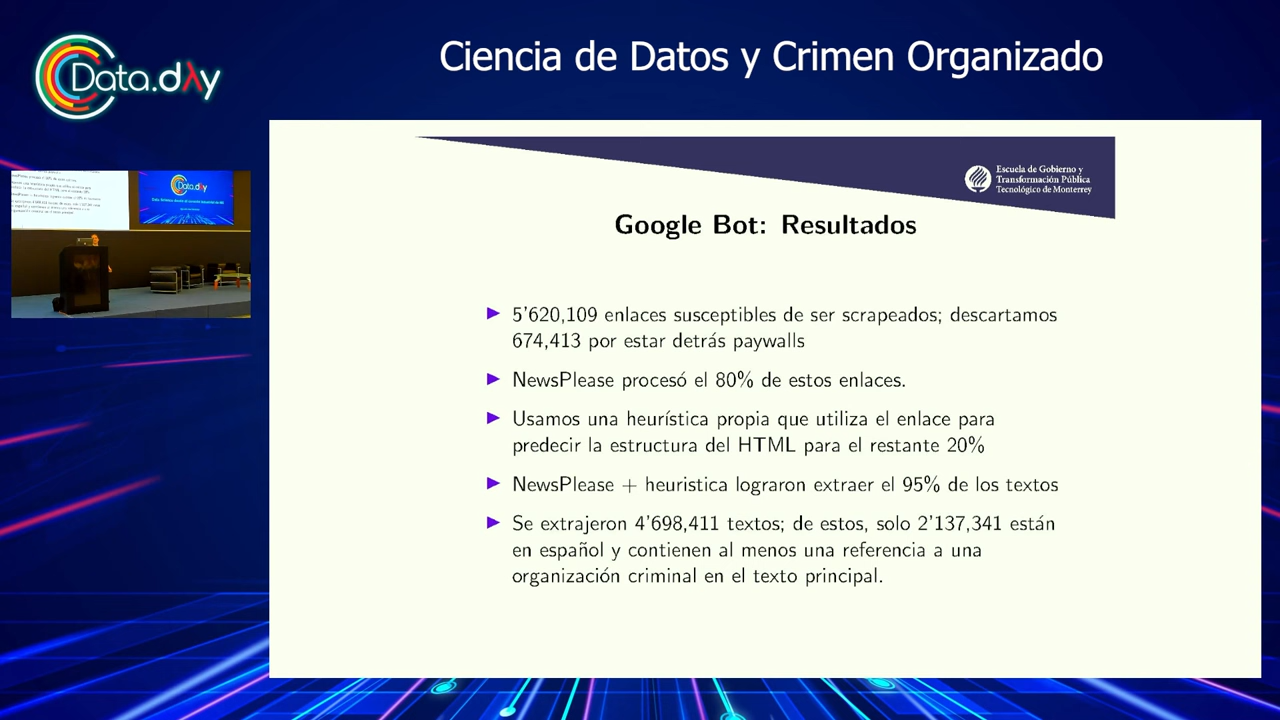 Ciencia de Datos y Crimen Organizado
Data.dλy
Escuela de Gobierno y
Transformación Pública
Tecnológico de Monterrey
Google Bot: Resultados
5'620,109 enlaces susceptibles de ser scrapeados; descartamos
674,413 por estar detrás paywalls
NewsPlease procesó el 80% de estos enlaces.
Usamos una heurística propia que utiliza el enlace para
predecir la estructura del HTML para el restante 20%
NewsPlease + heuristica lograron extraer el 95% de los textos
Se extrajeron 4'698,411 textos; de estos, solo 2'137,341 están
en español y contienen al menos una referencia a una
organización criminal en el texto principal.
Data.dλy